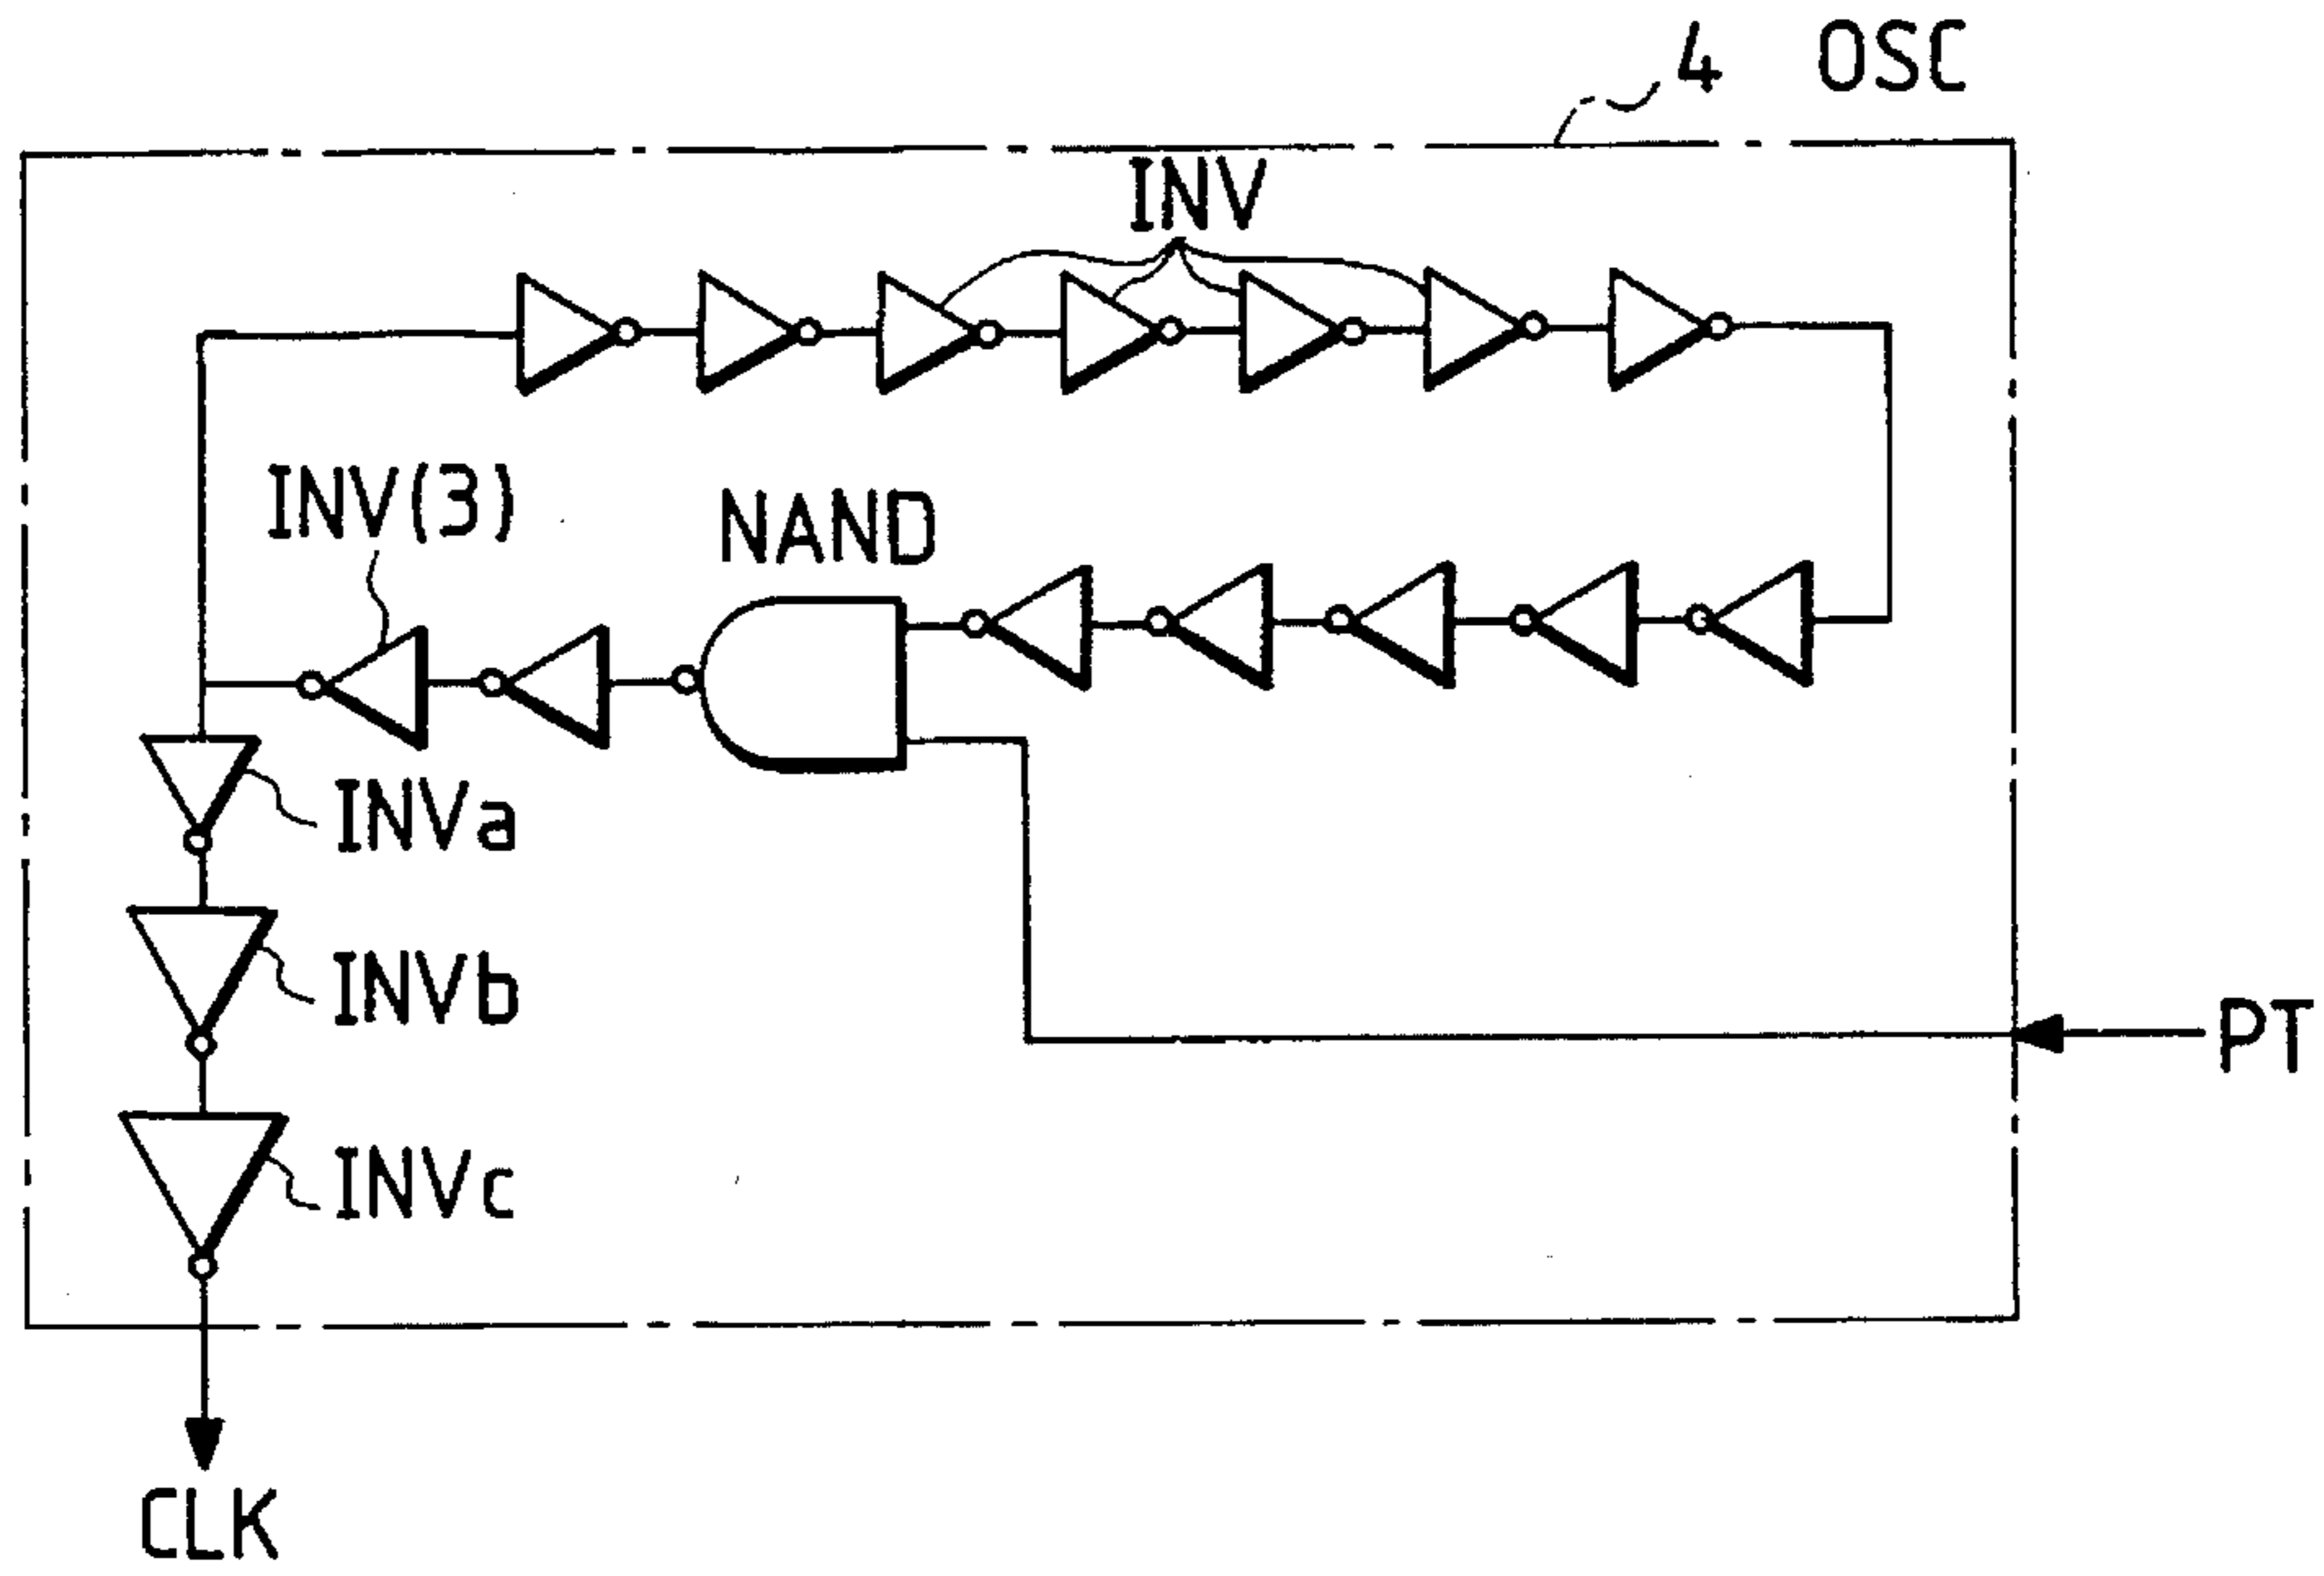 4 OSC
INV
INV(3)
NAND
INVa
INVb
PT
INVc
CLK